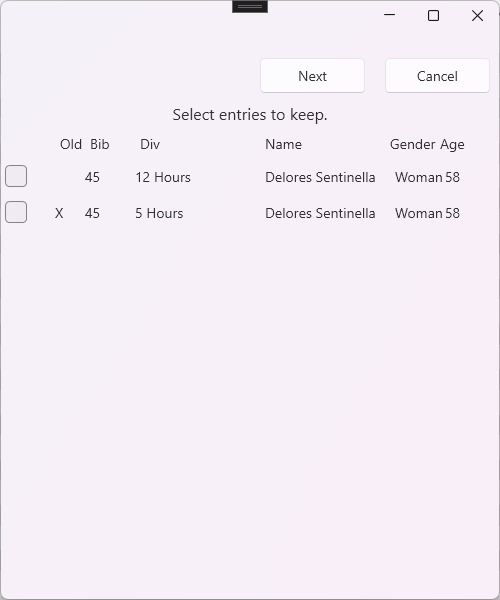 Next Cancel
Select entries to keep.
Old Bib Div Name Gender Age
45 12 Hours Delores Sentinella Woman 58
X 45 5 Hours Delores Sentinella Woman 58